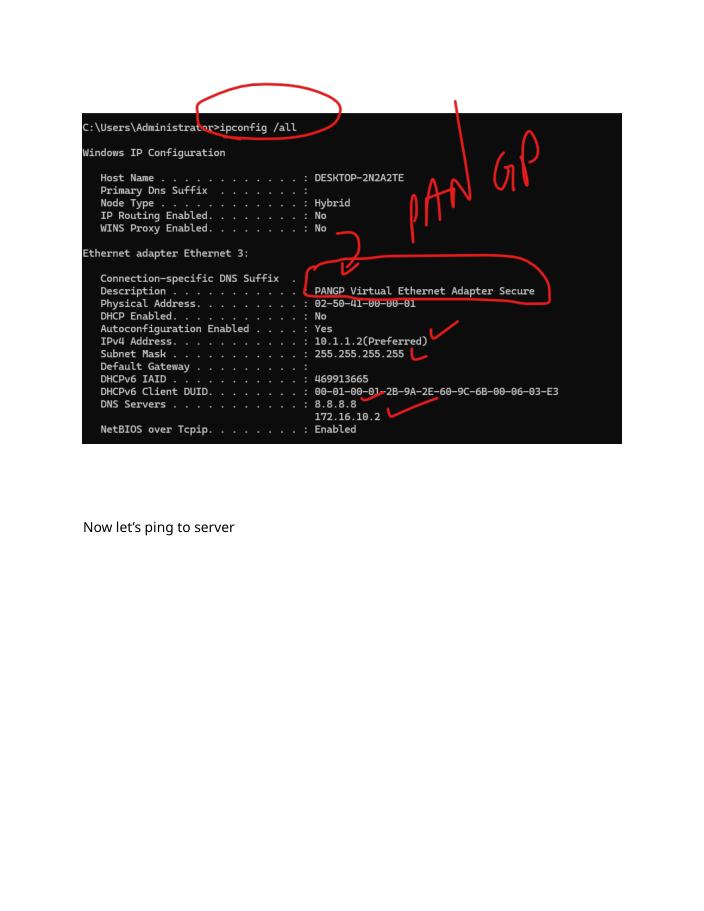 C:\Users\Administrator>ipconfig /all
Windows IP Configuration
Host Name . . . . . . . . . . . . : DESKTOP-2N2A2TE
Primary Dns Suffix . . . . . . . :
Node Type . . . . . . . . . . . . : Hybrid
IP Routing Enabled. . . . . . . . : No
WINS Proxy Enabled. . . . . . . . : No
PAN GP
Ethernet adapter Ethernet 3:
Connection-specific DNS Suffix .
Description . . . . . . . . . . . : PANGP Virtual Ethernet Adapter Secure
Physical Address. . . . . . . . . : 02-50-41-00-00-01
DHCP Enabled. . . . . . . . . . . : No
Autoconfiguration Enabled . . . . : Yes
IPv4 Address. . . . . . . . . . . : 10.1.1.2(Preferred)
Subnet Mask . . . . . . . . . . . : 255.255.255.255
Default Gateway . . . . . . . . . :
DHCPv6 IAID . . . . . . . . . . . : 469913665
DHCPv6 Client DUID. . . . . . . . : 00-01-00-01-2B-9A-2E-60-9C-6B-00-06-03-E3
DNS Servers . . . . . . . . . . . : 8.8.8.8
172.16.10.2
NetBIOS over Tcpip. . . . . . . . : Enabled
Now let’s ping to server